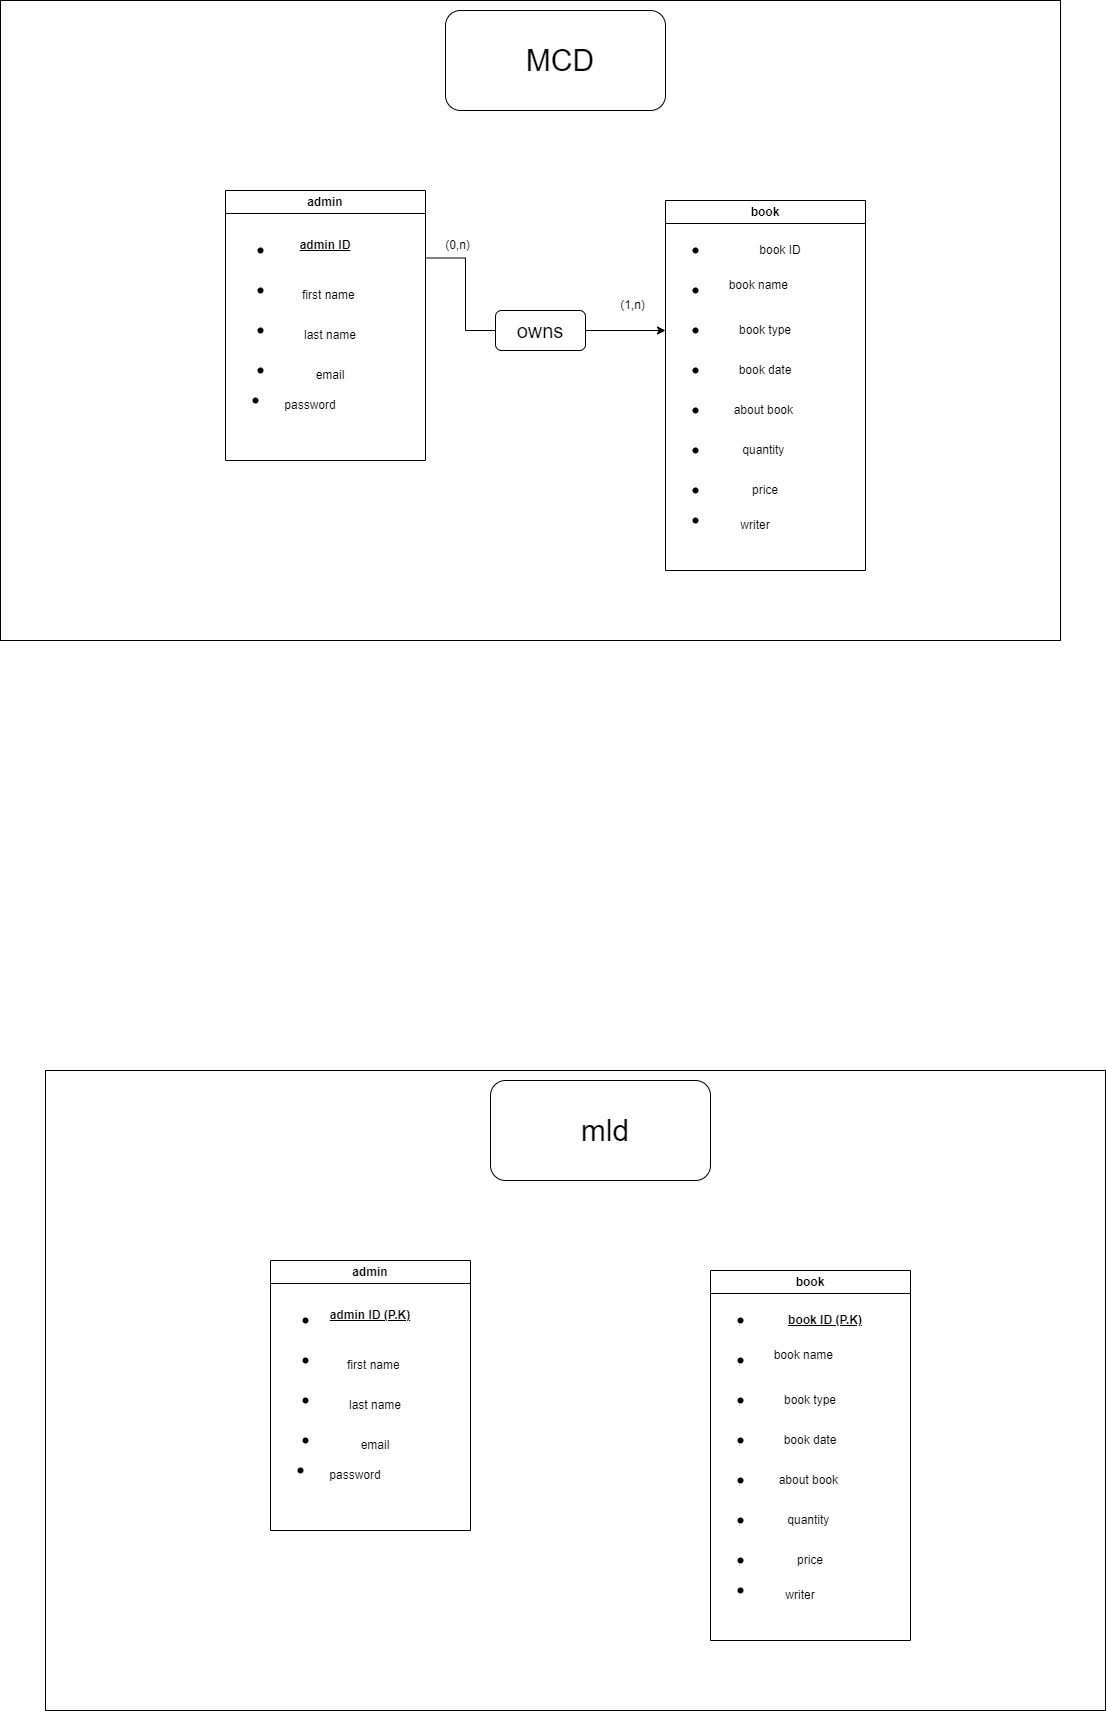 MCD
admin
admin ID
first name
last name
email
password
(0,n)
owns
(1,n)
book
book ID
book name
book type
book date
about book
quantity
price
writer
mld
admin
admin ID (P.K)
first name
last name
email
password
book
book ID (P.K)
book name
book type
book date
about book
quantity
price
writer